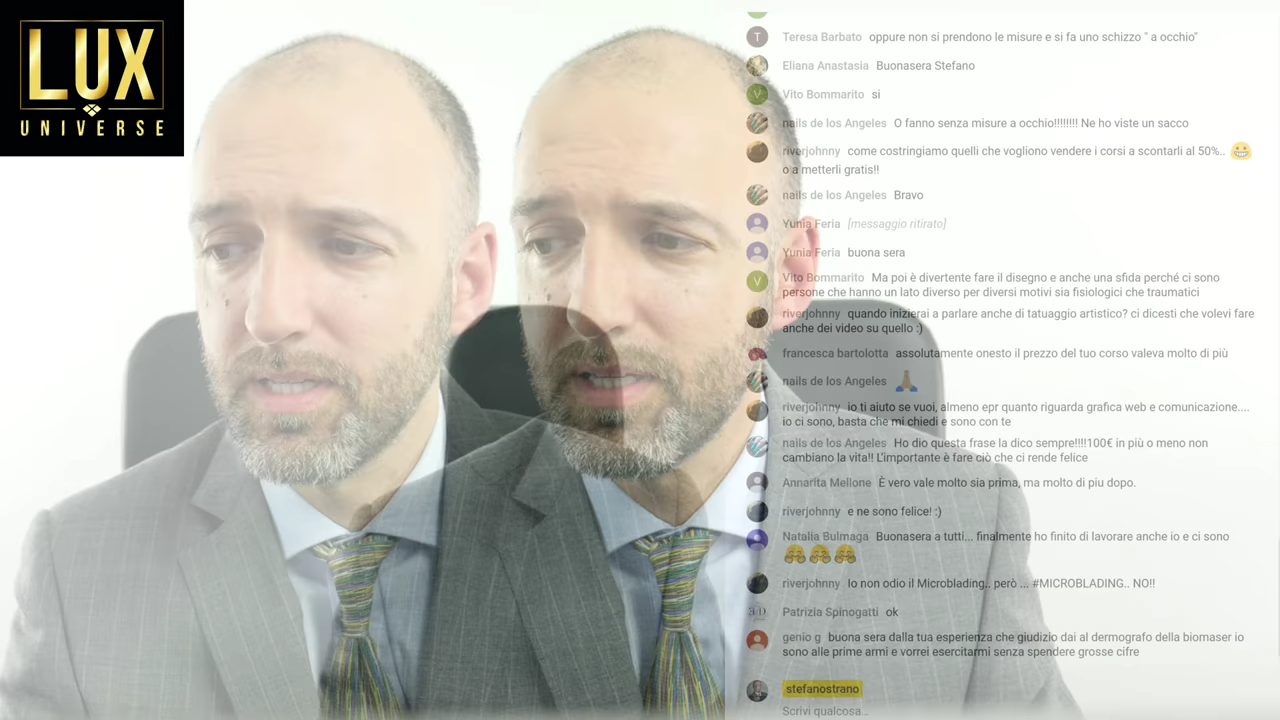 LUX
UNIVERSE
Teresa Barbato oppure non si prendono le misure e si fa uno schizzo " a occhio"
Eliana Anastasia Buonasera Stefano
V Vito Bommarito si
nails de los Angeles O fanno senza misure a occhio!!!!!!!! Ne ho viste un sacco
riverjohnny come costringiamo quelli che vogliono vendere i corsi a scontarli al 50%..
o a metterli gratis!!
nails de los Angeles Bravo
Yunia Feria [messaggio ritirato]
Yunia Feria buona sera
V Vito Bommarito Ma poi è divertente fare il disegno e anche una sfida perché ci sono
persone che hanno un lato diverso per diversi motivi sia fisiologici che traumatici
riverjohnny quando inizierai a parlare anche di tatuaggio artistico? ci dicesti che volevi fare
anche dei video su quello :)
francesca bartolotta assolutamente onesto il prezzo del tuo corso valeva molto di più
nails de los Angeles 🙏
riverjohnny io ti aiuto se vuoi, almeno epr quanto riguarda grafica web e comunicazione....
io ci sono, basta che mi chiedi e sono con te
nails de los Angeles Ho dio questa frase la dico sempre!!!!100€ in più o meno non
cambiano la vita!! L'importante è fare ciò che ci rende felice
Annarita Mellone È vero vale molto sia prima, ma molto di piu dopo.
riverjohnny e ne sono felice! :)
Natalia Bulmaga Buonasera a tutti... finalmente ho finito di lavorare anche io e ci sono
🤗🤗🤗
riverjohnny Io non odio il Microblading.. però ... #MICROBLADING.. NO!!
Patrizia Spinogatti ok
genio g buona sera dalla tua esperienza che giudizio dai al dermografo della biomaser io
sono alle prime armi e vorrei esercitarmi senza spendere grosse cifre
stefanostrano
Scrivi qualcosa...